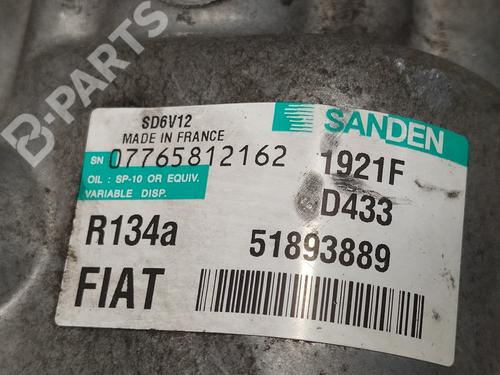 B-PARTS
SD6V12
MADE IN FRANCE
SANDEN
SN 07765812162
1921F
OIL : SP-10 OR EQUIV.
VARIABLE DISP.
D433
R134a
51893889
FIAT
B-PARTS